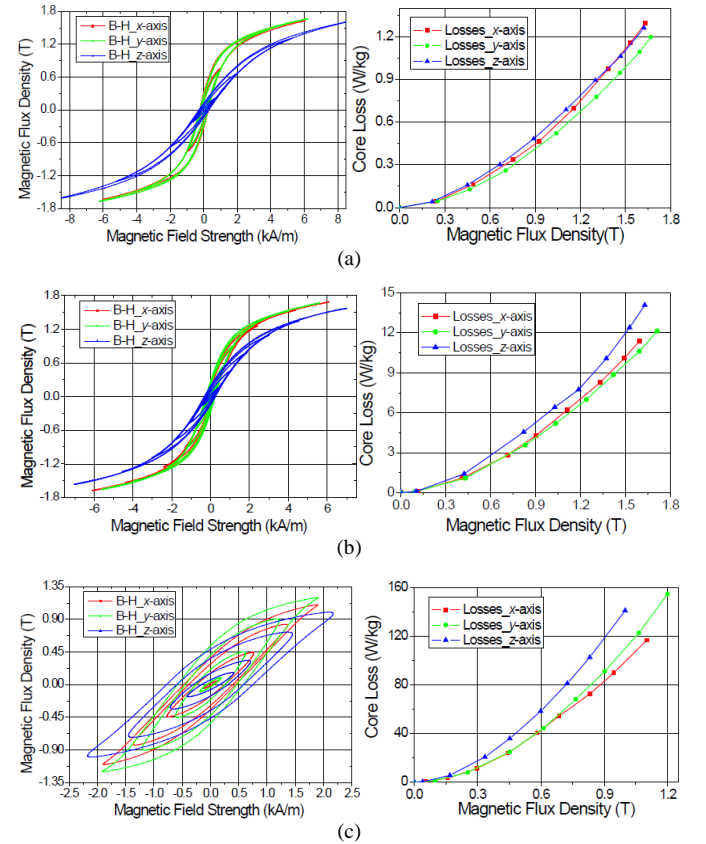 1.8
1.2
0.6
0.0
-0.6
-1.2
-1.8
Magnetic Flux Density (T)
B-H_x-axis
B-H_y-axis
B-H_z-axis
-8 -6 -4 -2 0 2 4 6 8
Magnetic Field Strength (kA/m)
1.2
0.9
0.6
0.3
0.0
Core Loss (W/kg)
Losses_x-axis
Losses_y-axis
Losses_z-axis
0.0 0.3 0.6 0.9 1.2 1.5 1.8
Magnetic Flux Density(T)
(a)
1.8
1.2
0.6
0.0
-0.6
-1.2
-1.8
Magnetic Flux Density (T)
B-H_x-axis
B-H_y-axis
B-H_z-axis
-6 -4 -2 0 2 4 6
Magnetic Field Strength (kA/m)
15
12
9
6
3
0
Core Loss (W/kg)
Losses_x-axis
Losses_y-axis
Losses_z-axis
0.0 0.3 0.6 0.9 1.2 1.5 1.8
Magnetic Flux Density (T)
(b)
1.35
0.90
0.45
0.00
-0.45
-0.90
-1.35
Magnetic Flux Density (T)
B-H_x-axis
B-H_y-axis
B-H_z-axis
-2.5 -2.0 -1.5 -1.0 -0.5 0.0 0.5 1.0 1.5 2.0 2.5
Magnetic Field Strength (kA/m)
160
120
80
40
0
Core Loss (W/kg)
Losses_x-axis
Losses_y-axis
Losses_z-axis
0.0 0.3 0.6 0.9 1.2
Magnetic Flux Density (T)
(c)